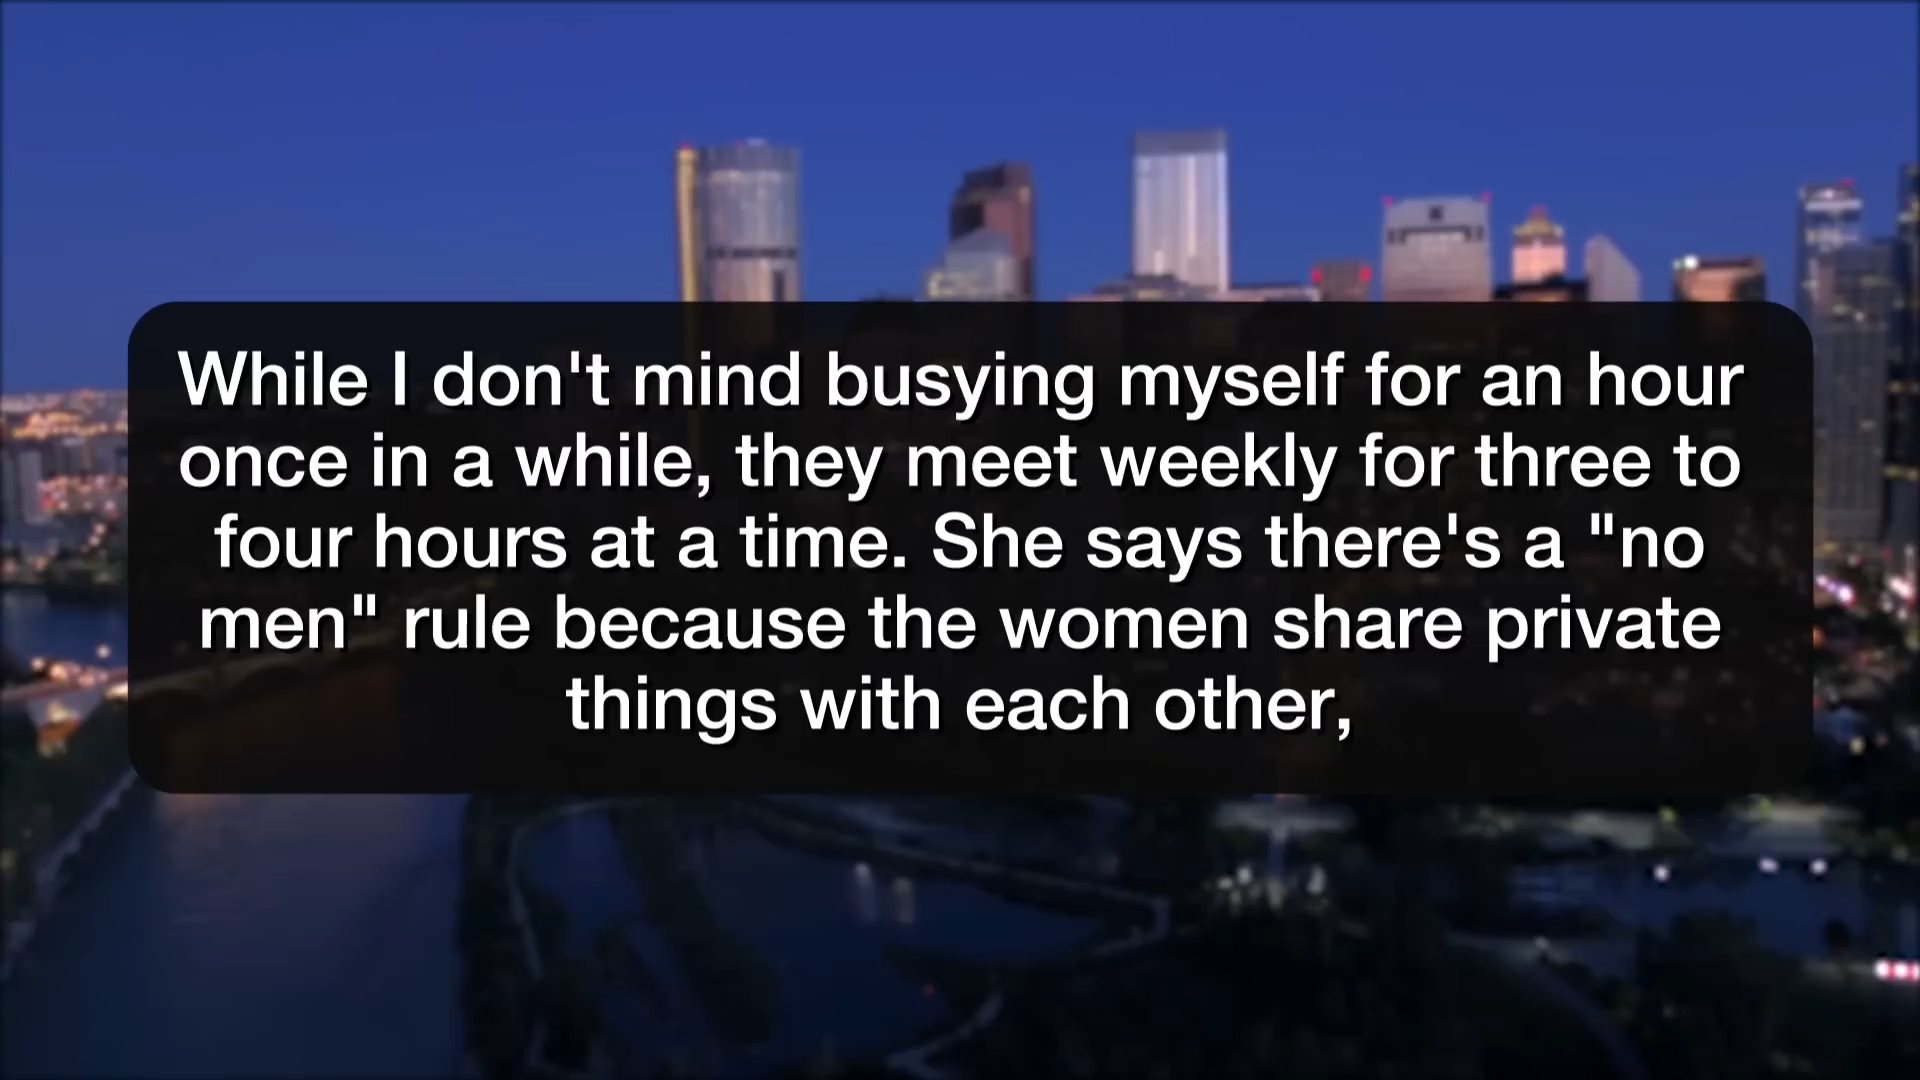 While I don't mind busying myself for an hour
once in a while, they meet weekly for three to
four hours at a time. She says there's a "no
men" rule because the women share private
things with each other,